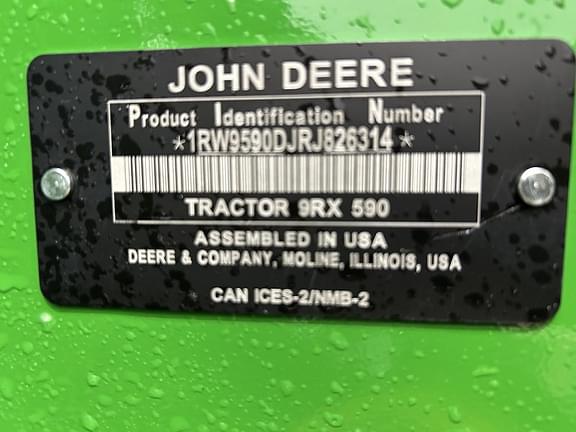 JOHN DEERE
Product Identification Number
*1RW9590DJRJ826314*
TRACTOR 9RX 590
ASSEMBLED IN USA
DEERE & COMPANY, MOLINE, ILLINOIS, USA
CAN ICES-2/NMB-2